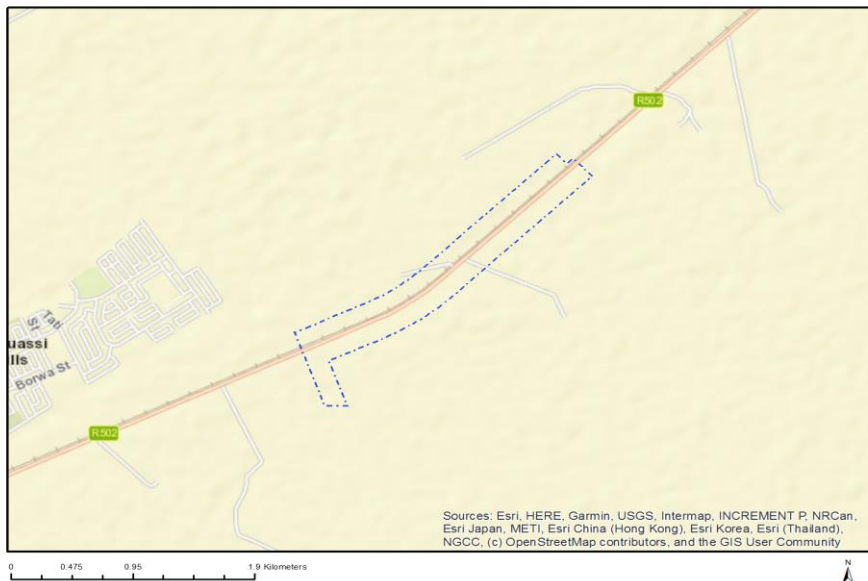 R502
Tati
St
uassi
lls
Borwa St
R502
Sources: Esri, HERE, Garmin, USGS, Intermap, INCREMENT P, NRCan,
Esri Japan, METI, Esri China (Hong Kong), Esri Korea, Esri (Thailand),
NGCC, (c) OpenStreetMap contributors, and the GIS User Community
0 0.475 0.95 1.9 Kilometers
N